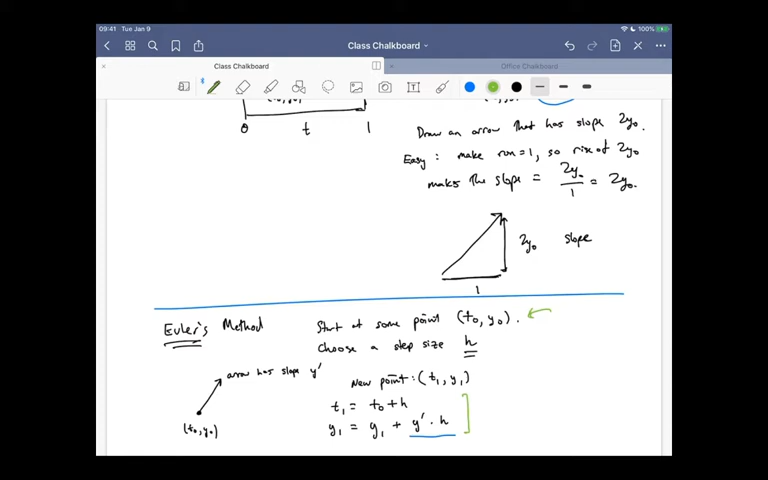 09:41 Tue Jan 9
100%
Class Chalkboard
Class Chalkboard
Office Chalkboard
0 t 1
Draw an arrow that has slope 2y₀.
Easy : make run = 1, so rise of 2y₀
makes the slope = 2y₀/1 = 2y₀.
2y₀ slope
1
Euler's Method
Start at some point (t₀, y₀).
Choose a step size h
arrow has slope y'
New point: (t₁, y₁)
t₁ = t₀ + h
y₁ = y₁ + y' · h
(t₀, y₀)